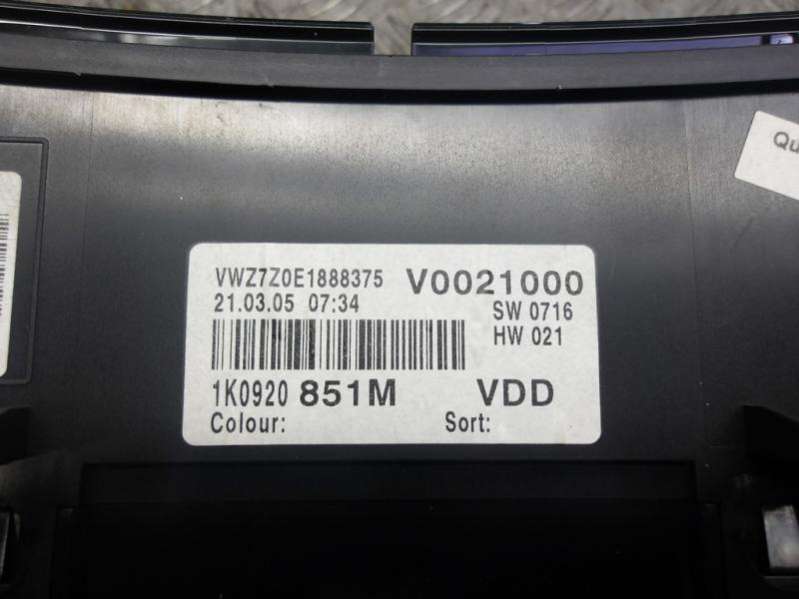 VWZ7Z0E1888375 V0021000
21.03.05 07:34 SW 0716
HW 021
1K0920 851M VDD
Colour: Sort:
Qu